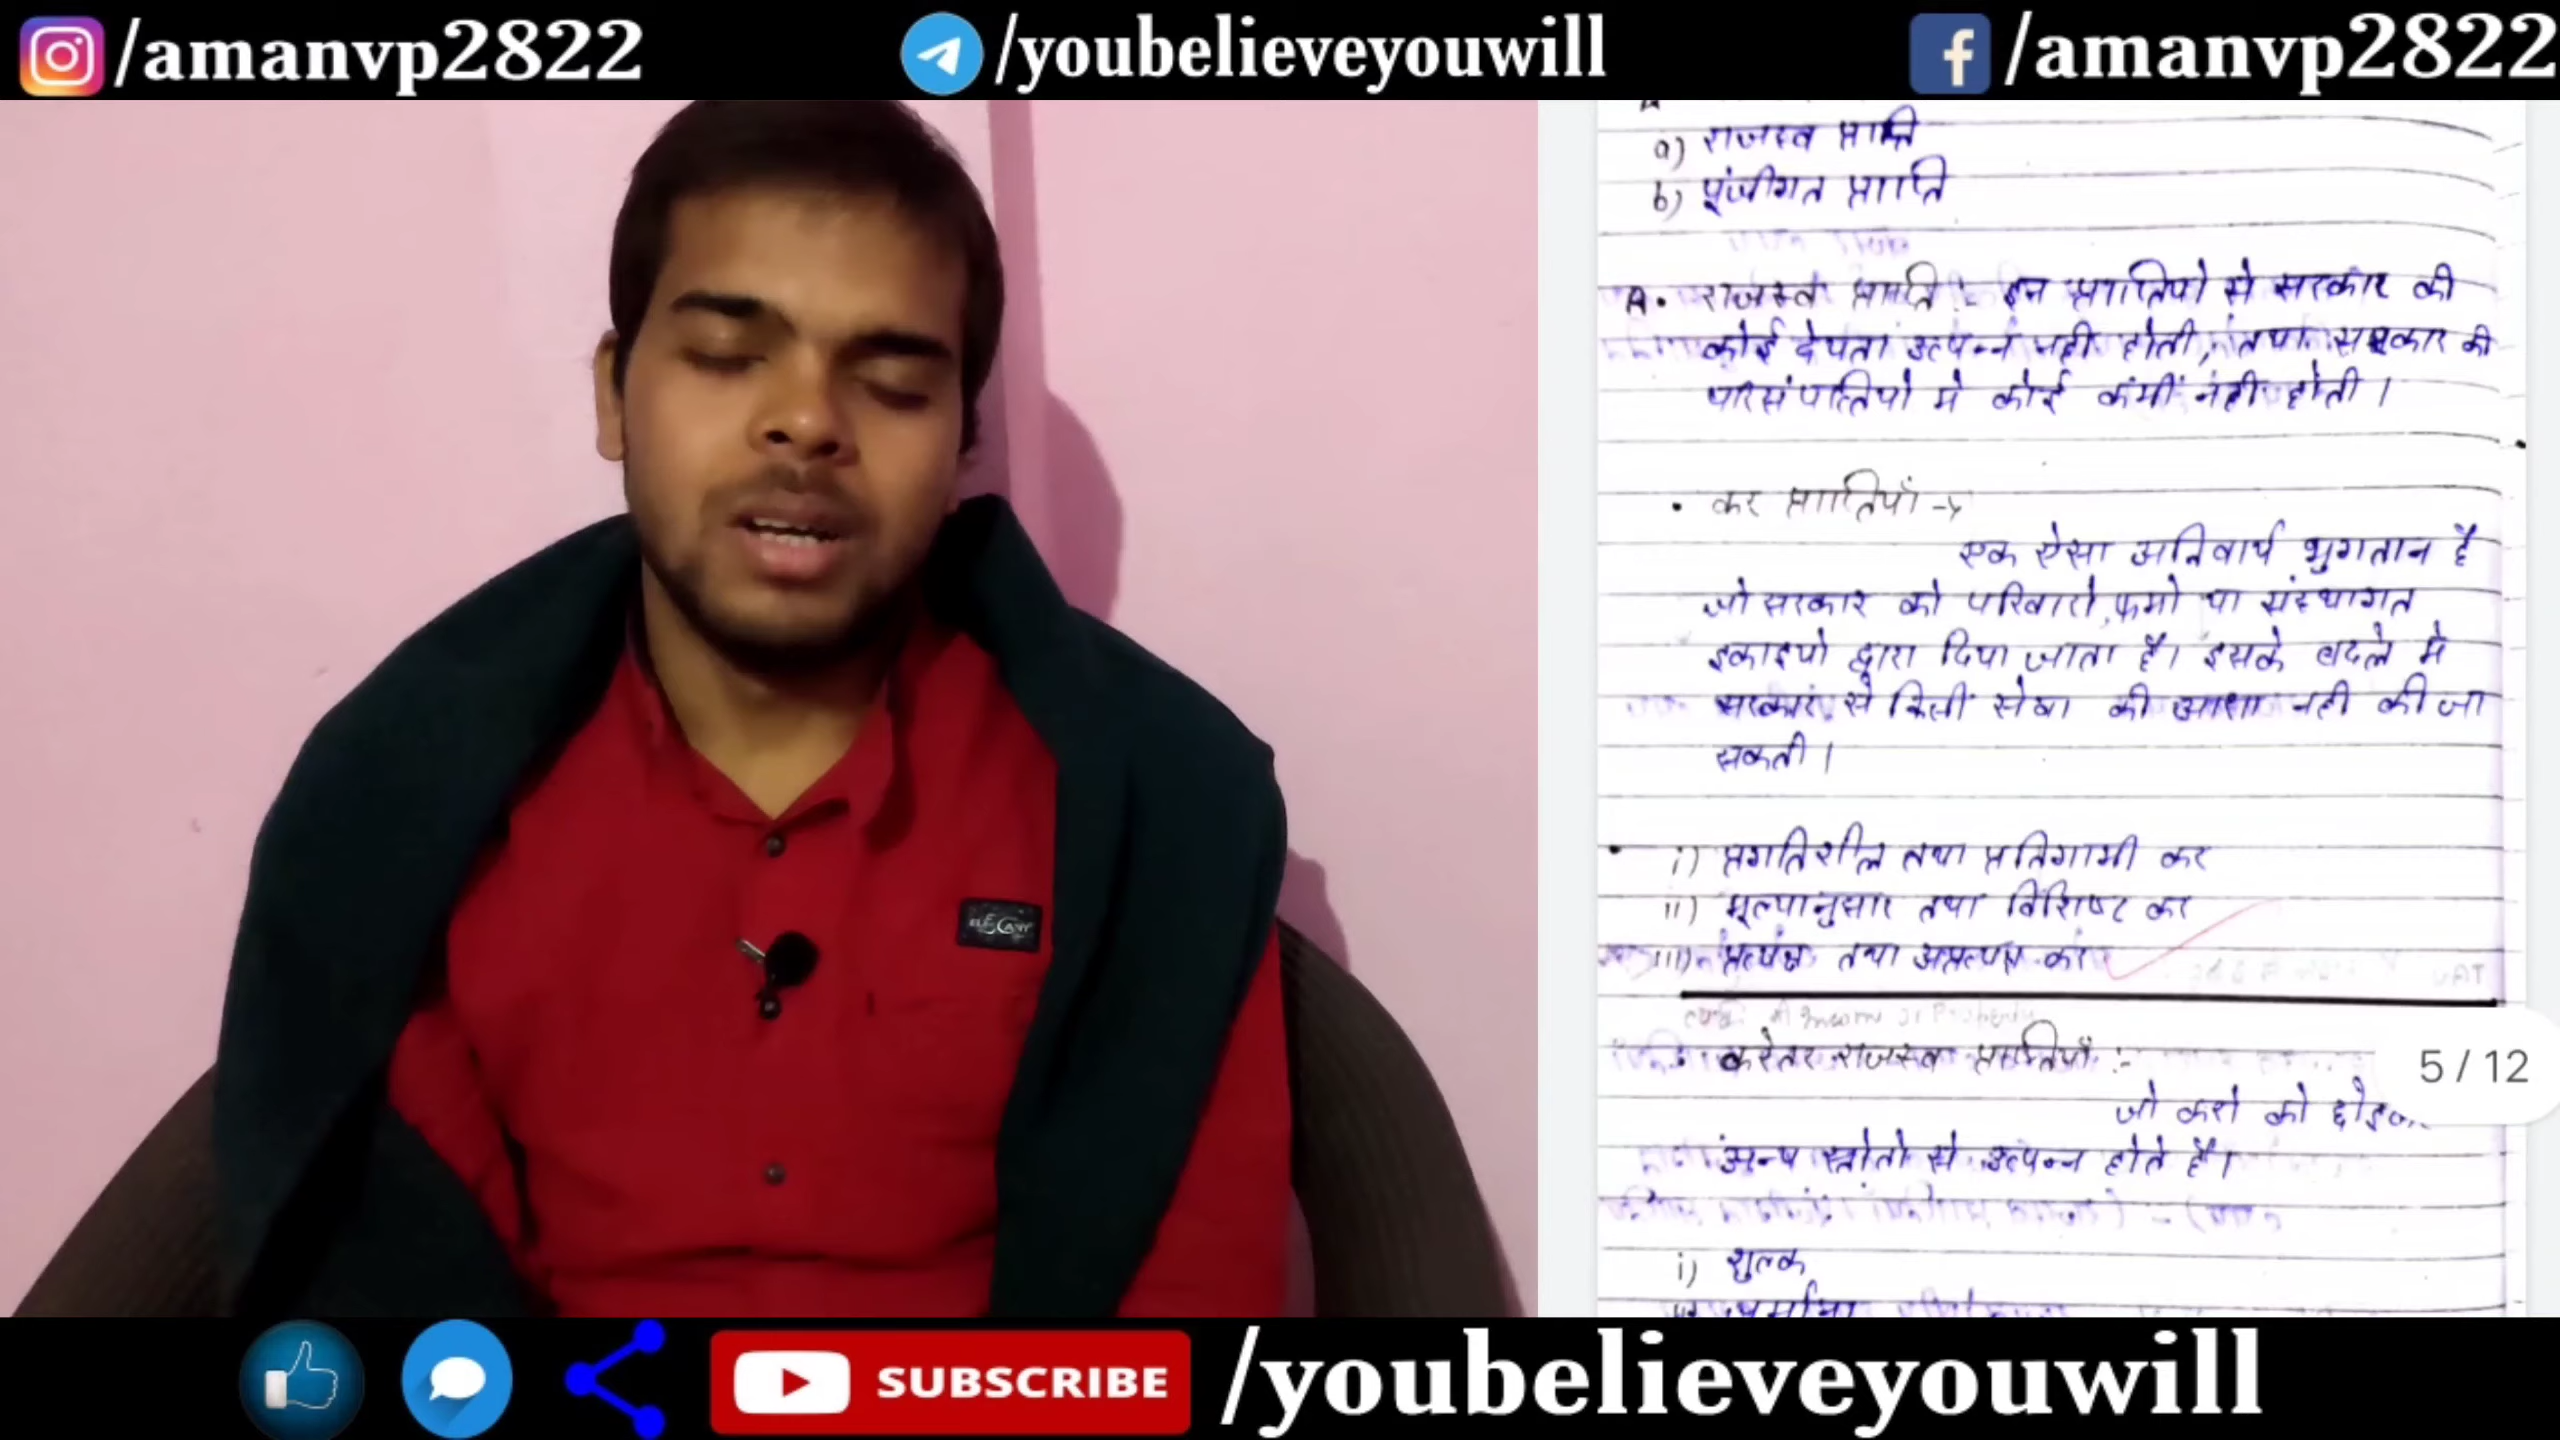 /amanvp2822
/youbelieveyouwill
/amanvp2822
a) राजस्व प्राप्ति
b) पूंजीगत प्राप्ति
A. राजस्व प्राप्ति :- इन प्राप्तियो से सरकार की
कोई देयता उत्पन्न नही होती, तथा सरकार की
परिसंपत्तियो मे कोई कमीं नही होती।
• कर प्राप्तियाँ →
एक ऐसा अनिवार्य भुगतान है
जो सरकार को परिवारो, फर्मो या संस्थागत
इकाइयो द्वारा दिया जाता है। इसके बदले मे
सरकार से किसी सेवा की आशा नही की जा
सकती।
• i) प्रगतिशील तथा प्रतिगामी कर
ii) मूल्यानुसार तथा विशिष्ट कर
iii) प्रत्यक्ष तथा अप्रत्यक्ष कर
• करेतर राजस्व प्राप्तियाँ :-
जो करो को छोड़कर
अन्य स्त्रोतो से उत्पन्न होते है।
i) शुल्क
5 / 12
ELEGANT
SUBSCRIBE
/youbelieveyouwill